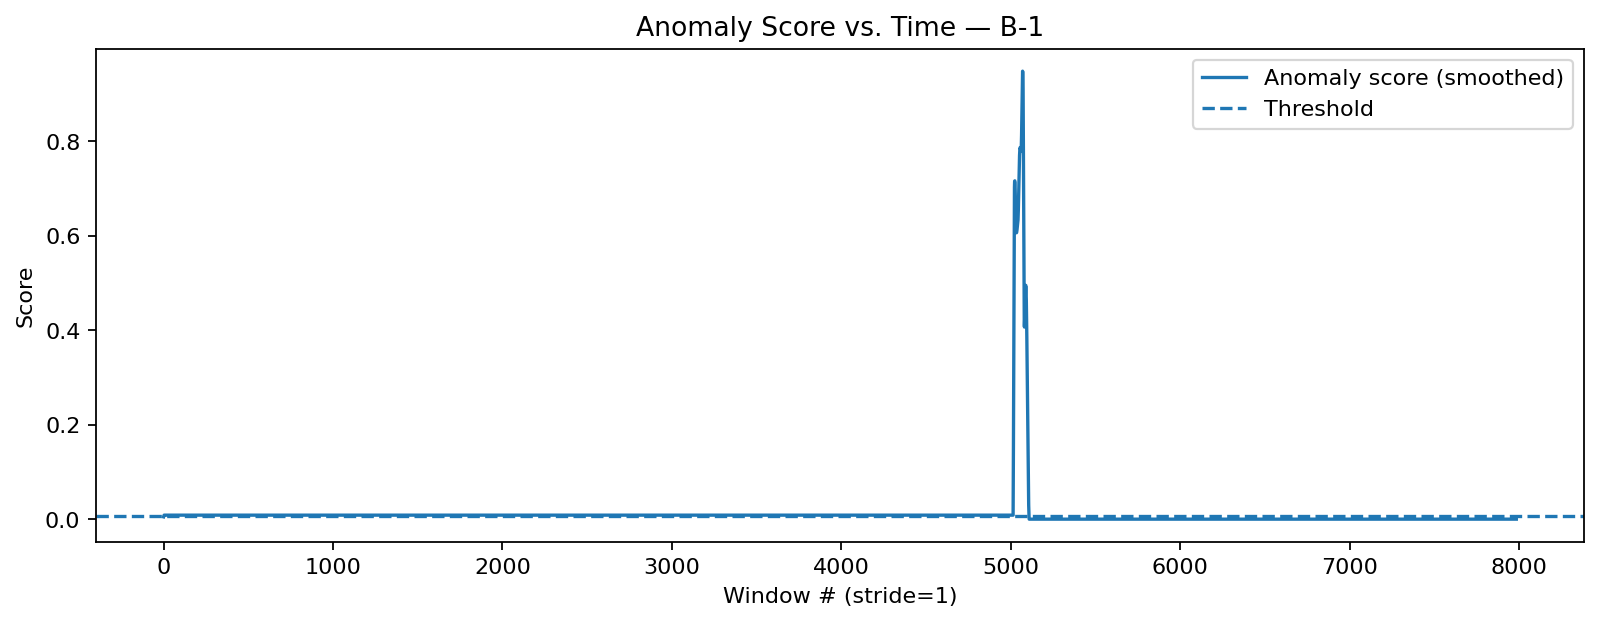 Anomaly Score vs. Time — B-1
Anomaly score (smoothed)
Threshold
Score
0.8
0.6
0.4
0.2
0.0
0 1000 2000 3000 4000 5000 6000 7000 8000
Window # (stride=1)